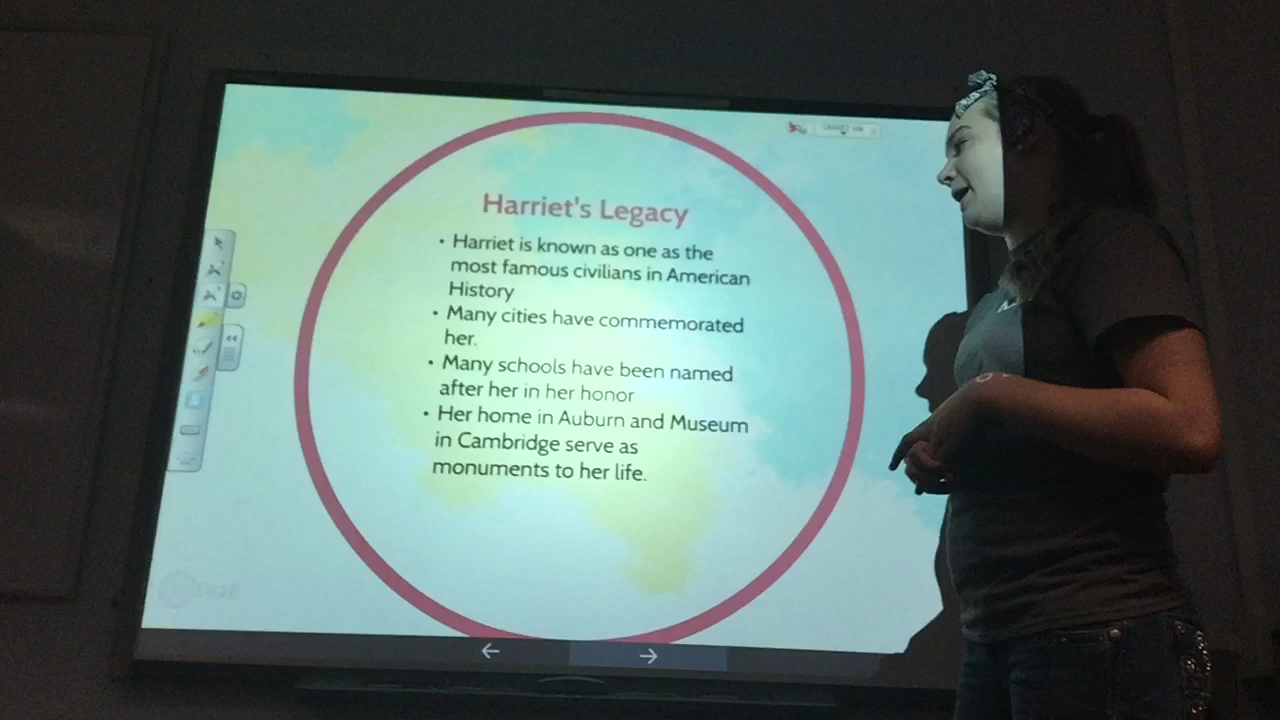 Harriet's Legacy
• Harriet is known as one as the
most famous civilians in American
History
• Many cities have commemorated
her.
• Many schools have been named
after her in her honor
• Her home in Auburn and Museum
in Cambridge serve as
monuments to her life.